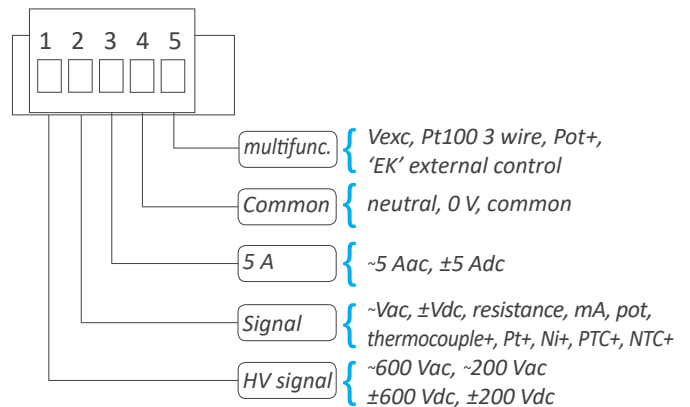 1 2 3 4 5
multifunc.
Vexc, Pt100 3 wire, Pot+,
‘EK’ external control
Common
neutral, 0 V, common
5 A
~5 Aac, ±5 Adc
Signal
~Vac, ±Vdc, resistance, mA, pot,
thermocouple+, Pt+, Ni+, PTC+, NTC+
HV signal
~600 Vac, ~200 Vac
±600 Vdc, ±200 Vdc